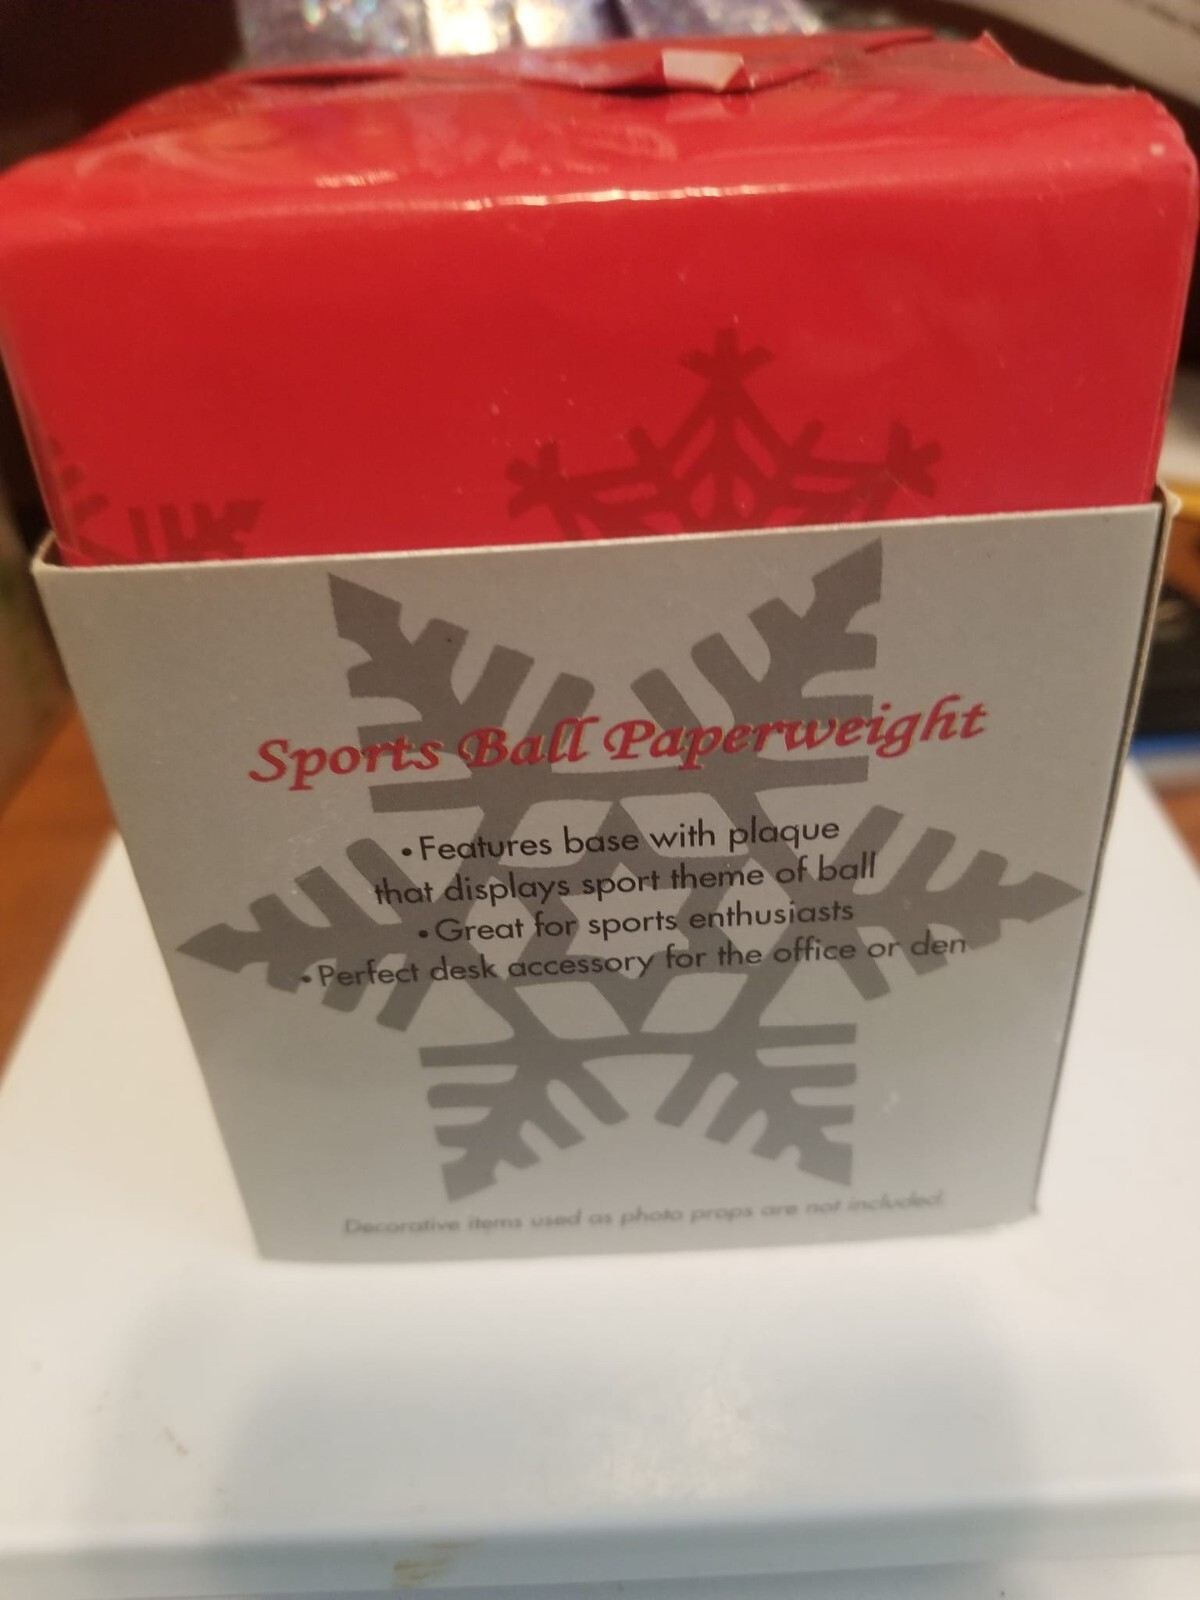 Sports Ball Paperweight
• Features base with plaque
that displays sport theme of ball
• Great for sports enthusiasts
• Perfect desk accessory for the office or den
Decorative items used as photo props are not included.